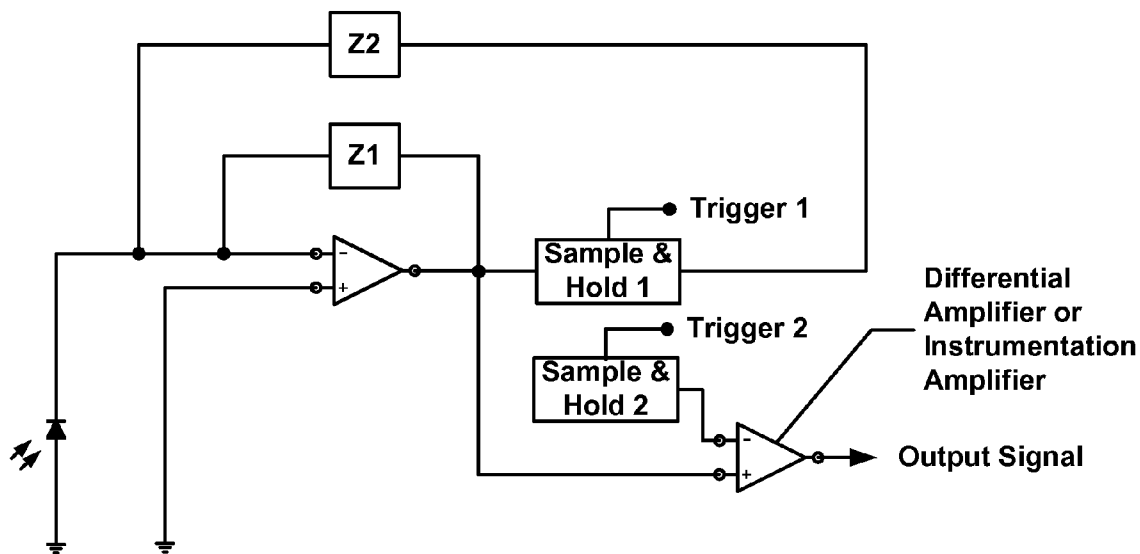 Z2
Z1
Trigger 1
Sample &
Hold 1
Differential
Amplifier or
Instrumentation
Amplifier
Trigger 2
Sample &
Hold 2
Output Signal
-
+
-
+